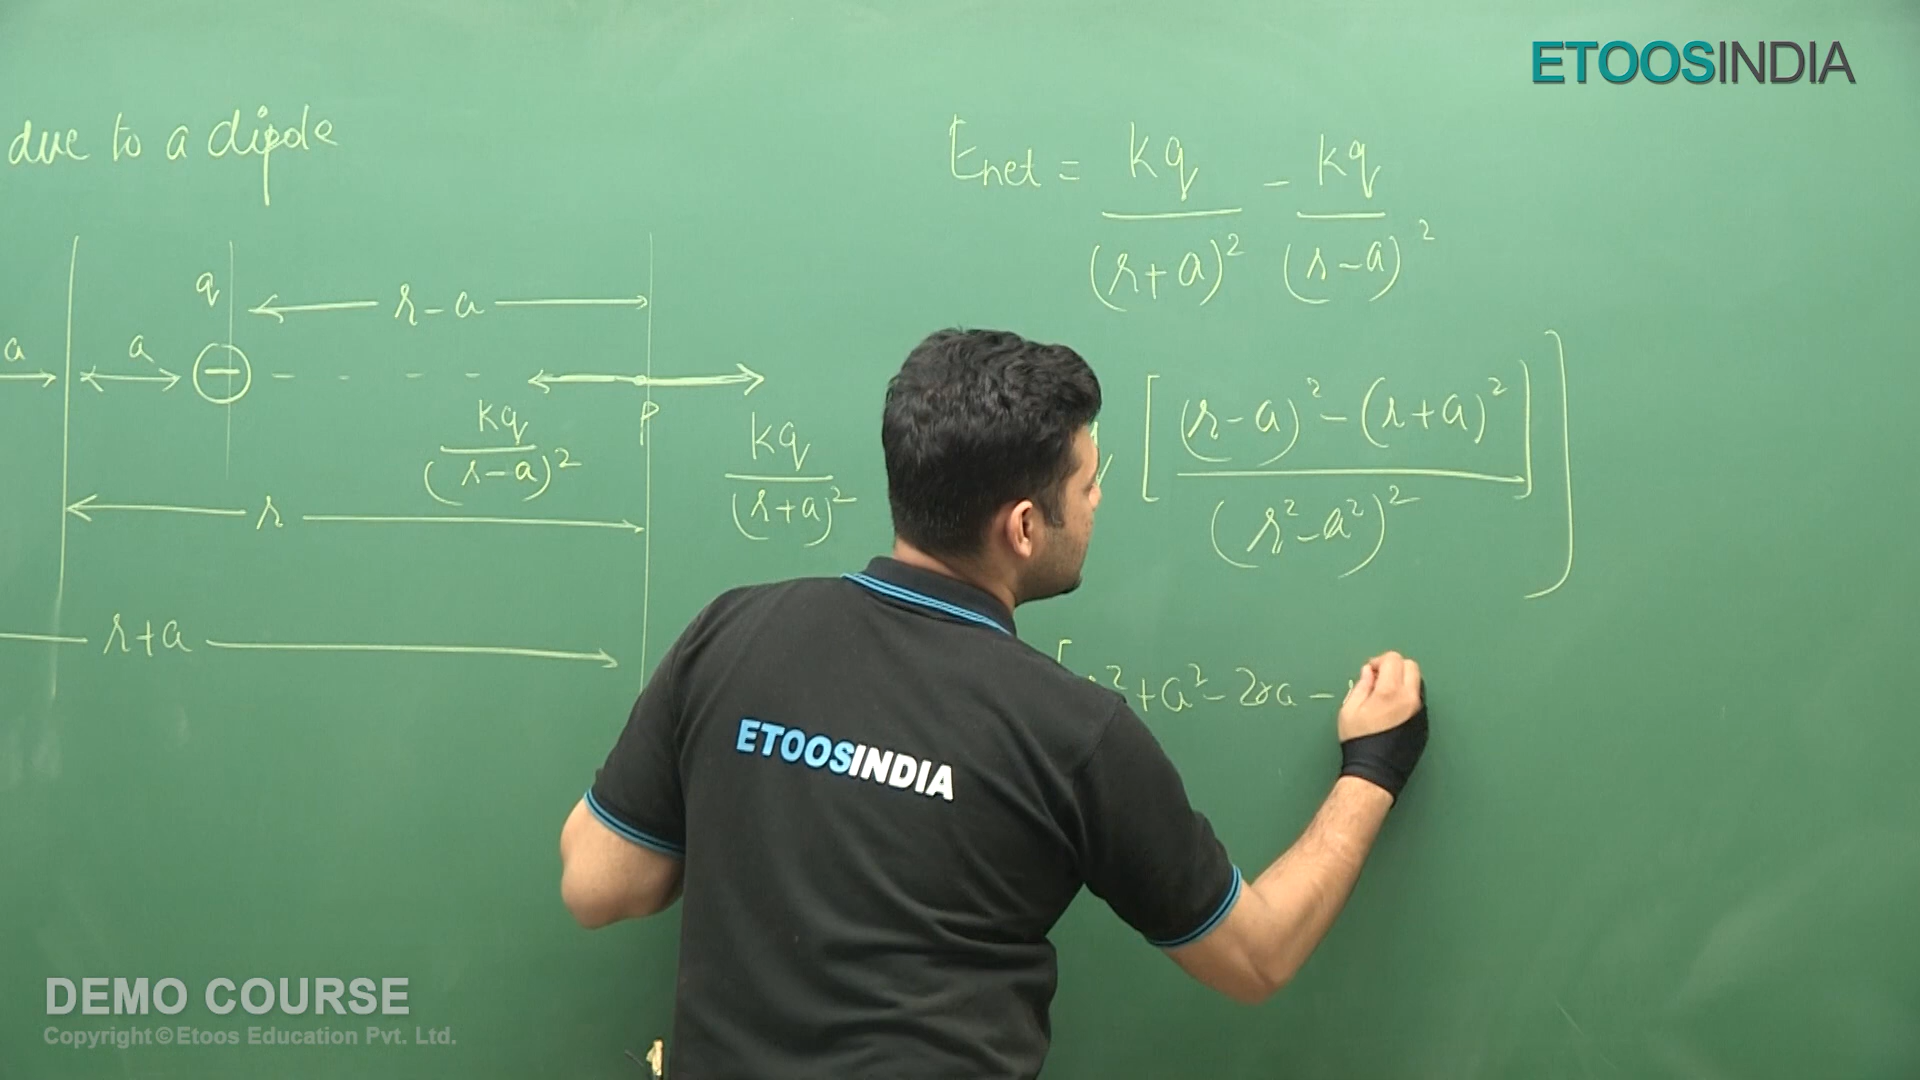 ETOOSINDIA
due to a dipole
q
r-a
a
a
−
P
kq
(r-a)²
kq
(r+a)²
r
r+a
Enet = kq/(r+a)² - kq/(r-a)²
[(r-a)² - (r+a)²]
(r² - a²)²
[r² + a² - 2ra -
ETOOSINDIA
DEMO COURSE
Copyright © Etoos Education Pvt. Ltd.